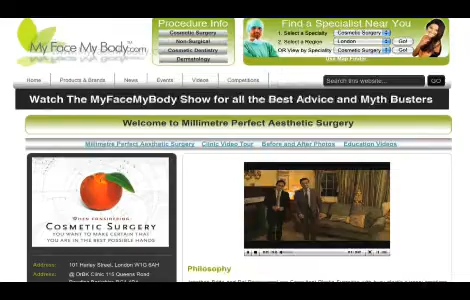 My Face My Body.com
Procedure Info
Cosmetic Surgery
Non-Surgical
Cosmetic Dentistry
Dermatology
Find a Specialist Near You
1. Select a Specialty Cosmetic Surgery
2. Select a Region London Go!
OR View by Specialty Cosmetic Surgery Go!
Use Map Finder
Home Products & Brands News Events Videos Competitions
Search this website... GO
Watch The MyFaceMyBody Show for all the Best Advice and Myth Busters
Welcome to Millimetre Perfect Aesthetic Surgery
Millimetre Perfect Aesthetic Surgery Clinic Video Tour Before and After Photos Education Videos
WHEN CONSIDERING
COSMETIC SURGERY
YOU WANT TO MAKE CERTAIN THAT
YOU ARE IN THE BEST POSSIBLE HANDS
Address: 101 Harley Street, London W1G 6AH
Address: @ OrBK Clinic 115 Queens Road
Philosophy